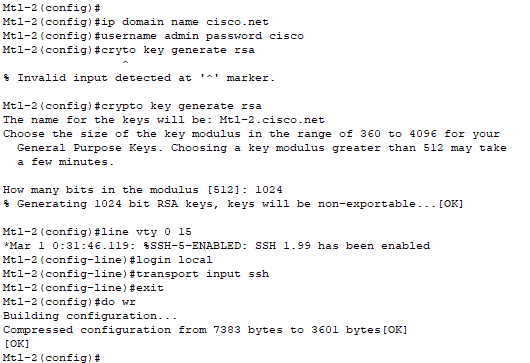 Mtl-2(config)#
Mtl-2(config)#ip domain name cisco.net
Mtl-2(config)#username admin password cisco
Mtl-2(config)#cryto key generate rsa
^
% Invalid input detected at '^' marker.
Mtl-2(config)#crypto key generate rsa
The name for the keys will be: Mtl-2.cisco.net
Choose the size of the key modulus in the range of 360 to 4096 for your
General Purpose Keys. Choosing a key modulus greater than 512 may take
a few minutes.
How many bits in the modulus [512]: 1024
% Generating 1024 bit RSA keys, keys will be non-exportable...[OK]
Mtl-2(config)#line vty 0 15
*Mar 1 0:31:46.119: %SSH-5-ENABLED: SSH 1.99 has been enabled
Mtl-2(config-line)#login local
Mtl-2(config-line)#transport input ssh
Mtl-2(config-line)#exit
Mtl-2(config)#do wr
Building configuration...
Compressed configuration from 7383 bytes to 3601 bytes[OK]
[OK]
Mtl-2(config)#